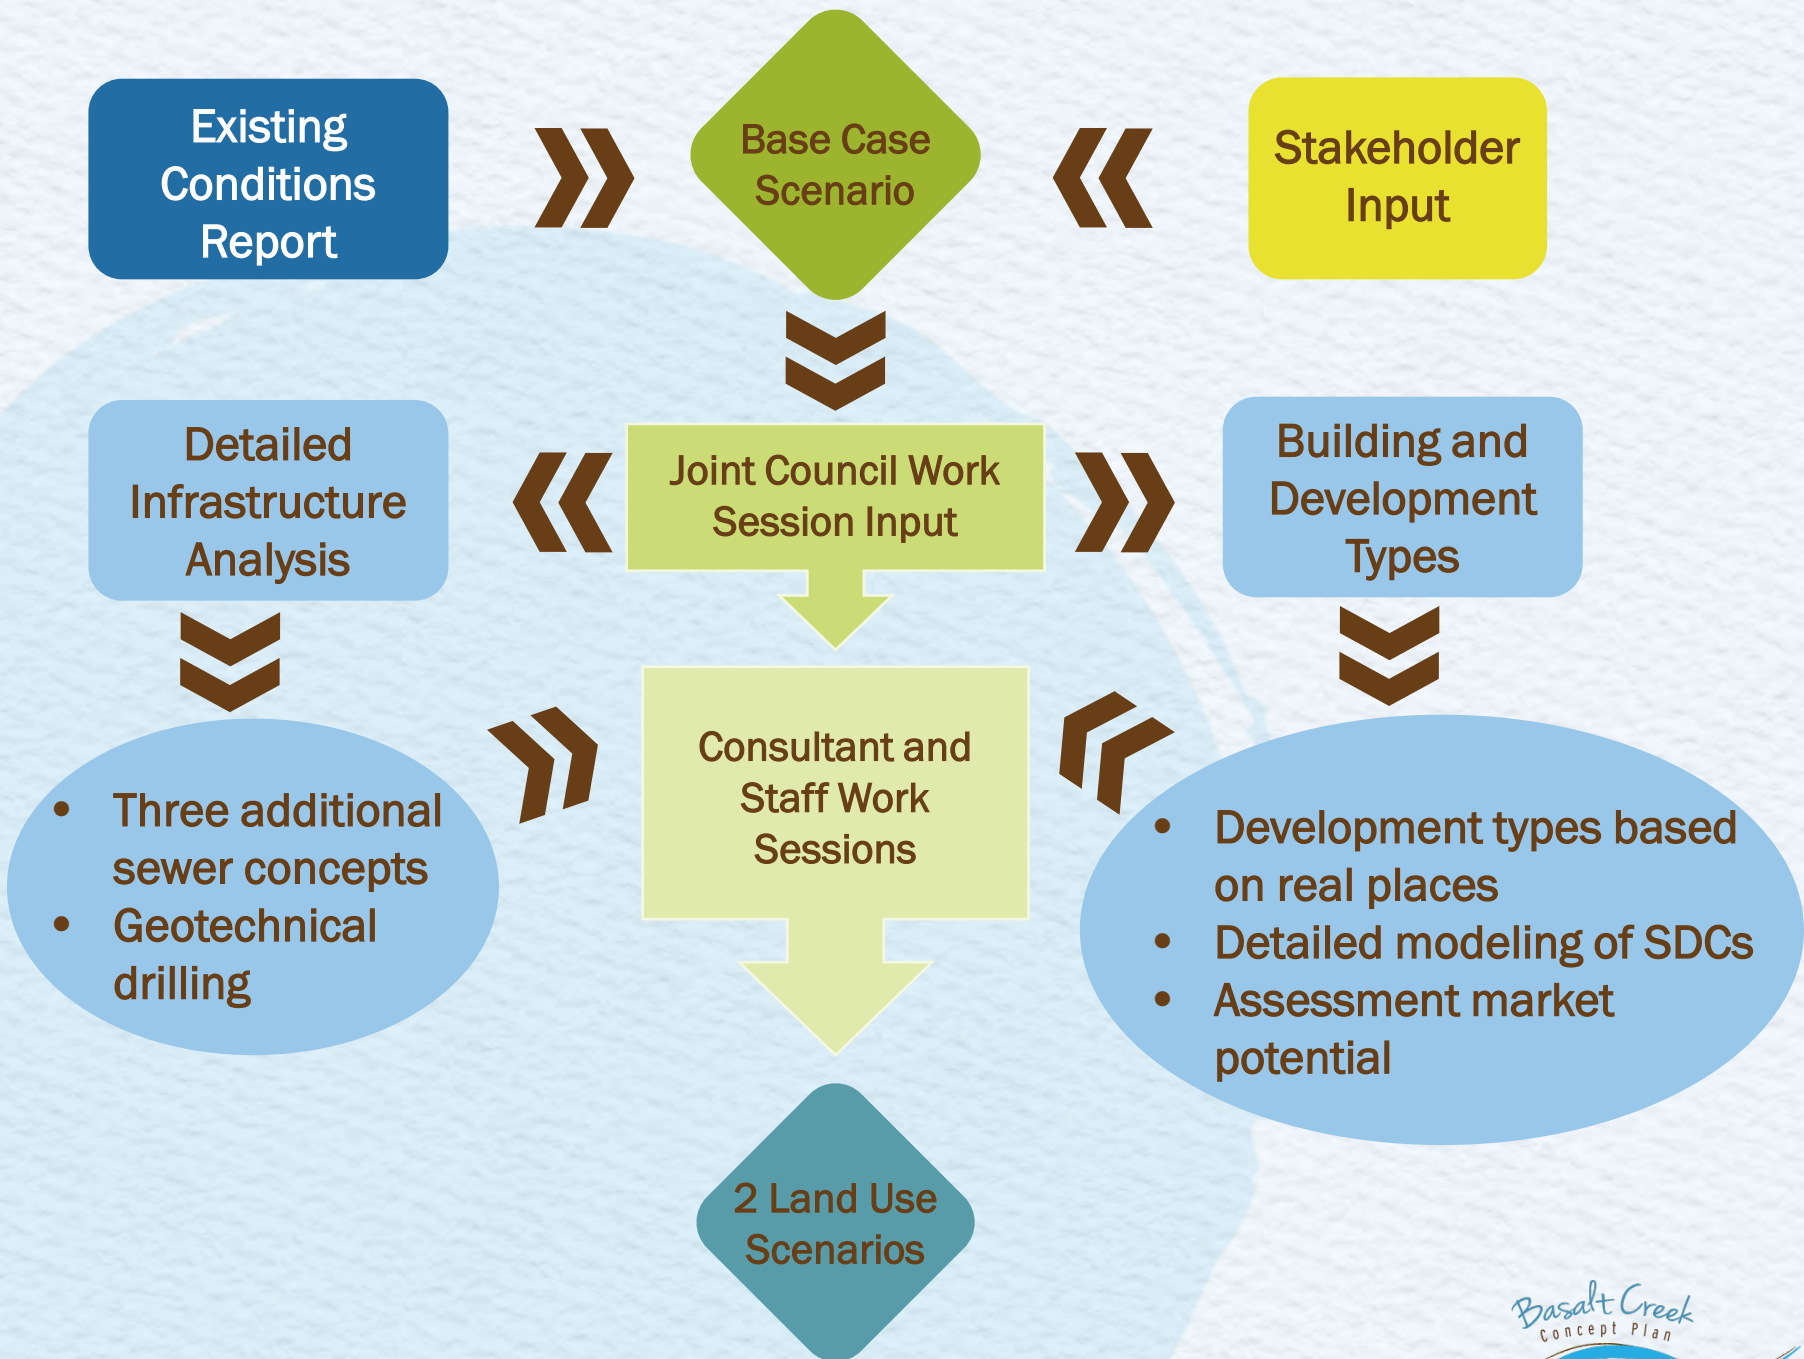 Existing
Conditions
Report
Base Case
Scenario
Stakeholder
Input
Detailed
Infrastructure
Analysis
Joint Council Work
Session Input
Building and
Development
Types
• Three additional
sewer concepts
• Geotechnical
drilling
Consultant and
Staff Work
Sessions
• Development types based
on real places
• Detailed modeling of SDCs
• Assessment market
potential
2 Land Use
Scenarios
Basalt Creek
Concept Plan